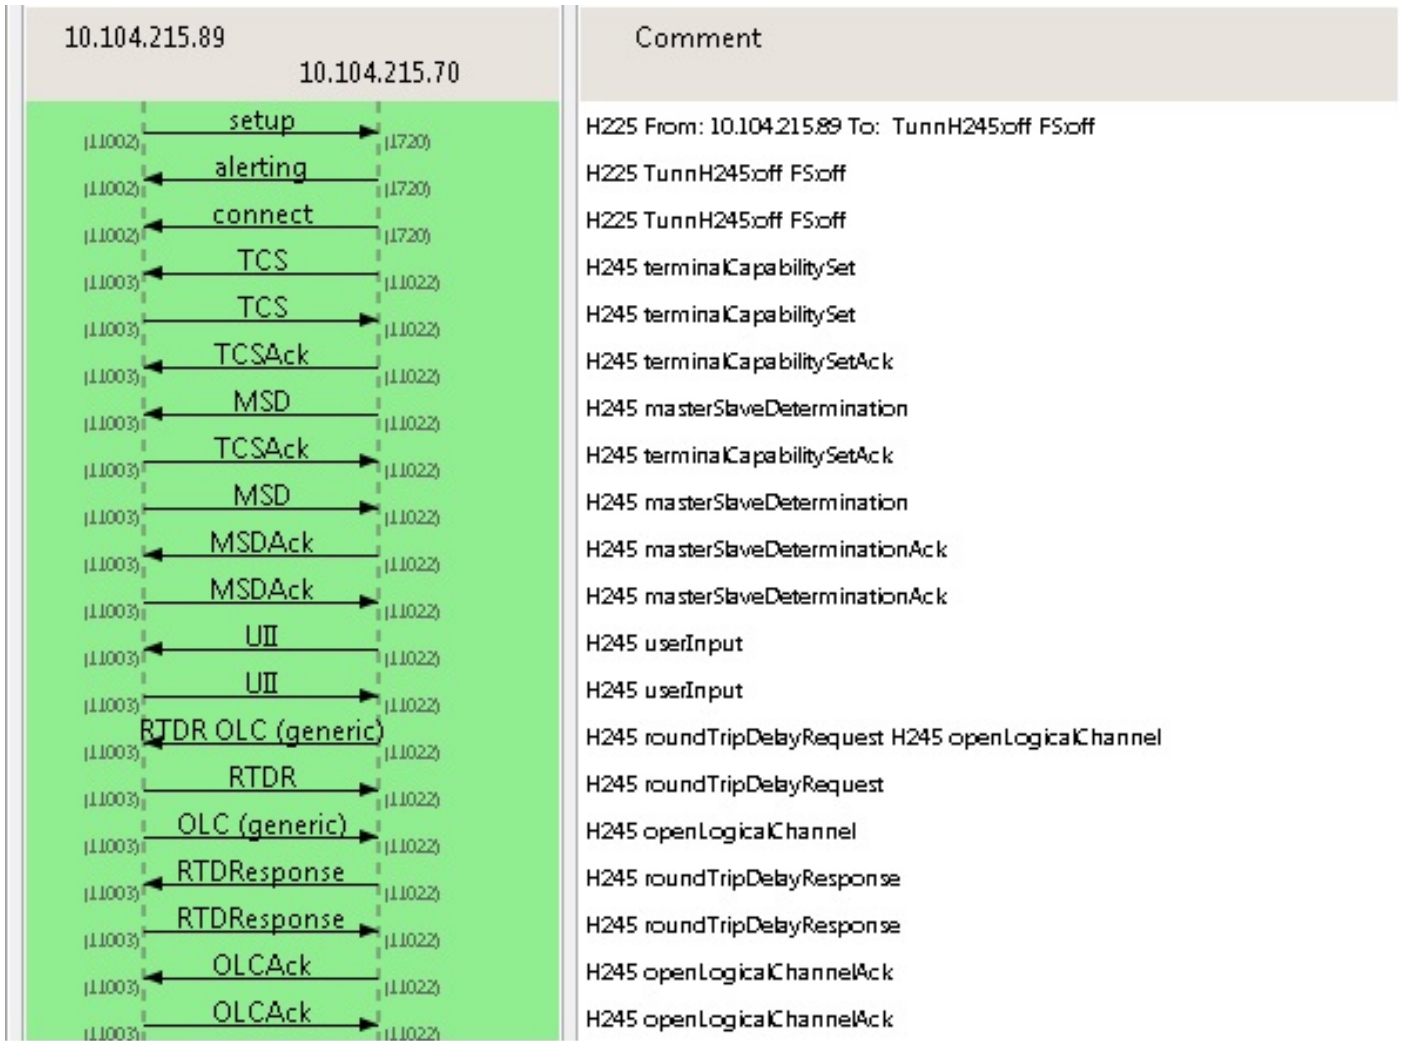 10.104.215.89
10.104.215.70
Comment
setup
(11002) (1720)
H225 From: 10.104.215.89 To: TunnH245:off FS:off
alerting
(11002) (1720)
H225 TunnH245:off FS:off
connect
(11002) (1720)
H225 TunnH245:off FS:off
TCS
(11003) (11022)
H245 terminalCapabilitySet
TCS
(11003) (11022)
H245 terminalCapabilitySet
TCSAck
(11003) (11022)
H245 terminalCapabilitySetAck
MSD
(11003) (11022)
H245 masterSlaveDetermination
TCSAck
(11003) (11022)
H245 terminalCapabilitySetAck
MSD
(11003) (11022)
H245 masterSlaveDetermination
MSDAck
(11003) (11022)
H245 masterSlaveDeterminationAck
MSDAck
(11003) (11022)
H245 masterSlaveDeterminationAck
UII
(11003) (11022)
H245 userInput
UII
(11003) (11022)
H245 userInput
RTDR OLC (generic)
(11003) (11022)
H245 roundTripDelayRequest H245 openLogicalChannel
RTDR
(11003) (11022)
H245 roundTripDelayRequest
OLC (generic)
(11003) (11022)
H245 openLogicalChannel
RTDResponse
(11003) (11022)
H245 roundTripDelayResponse
RTDResponse
(11003) (11022)
H245 roundTripDelayResponse
OLCAck
(11003) (11022)
H245 openLogicalChannelAck
OLCAck
(11003) (11022)
H245 openLogicalChannelAck